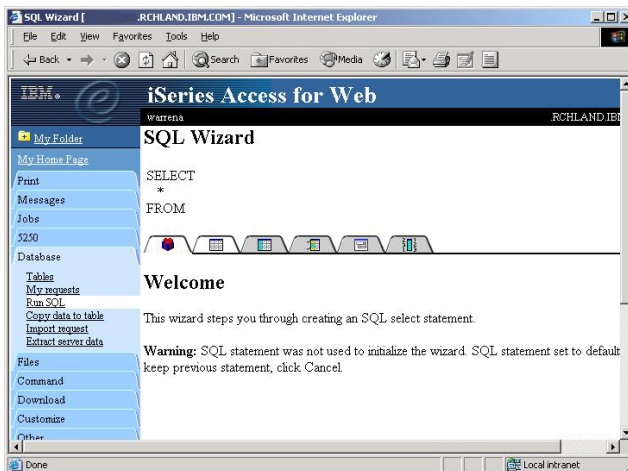 SQL Wizard [ .RCHLAND.IBM.COM] - Microsoft Internet Explorer
File Edit View Favorites Tools Help
Back Search Favorites Media
IBM.
iSeries Access for Web
warrena .RCHLAND.IBM
My Folder
My Home Page
Print
Messages
Jobs
5250
Database
Tables
My requests
Run SQL
Copy data to table
Import request
Extract server data
Files
Command
Download
Customize
Other
SQL Wizard
SELECT
*
FROM
Welcome
This wizard steps you through creating an SQL select statement.
Warning: SQL statement was not used to initialize the wizard. SQL statement set to default
keep previous statement, click Cancel.
Done Local intranet